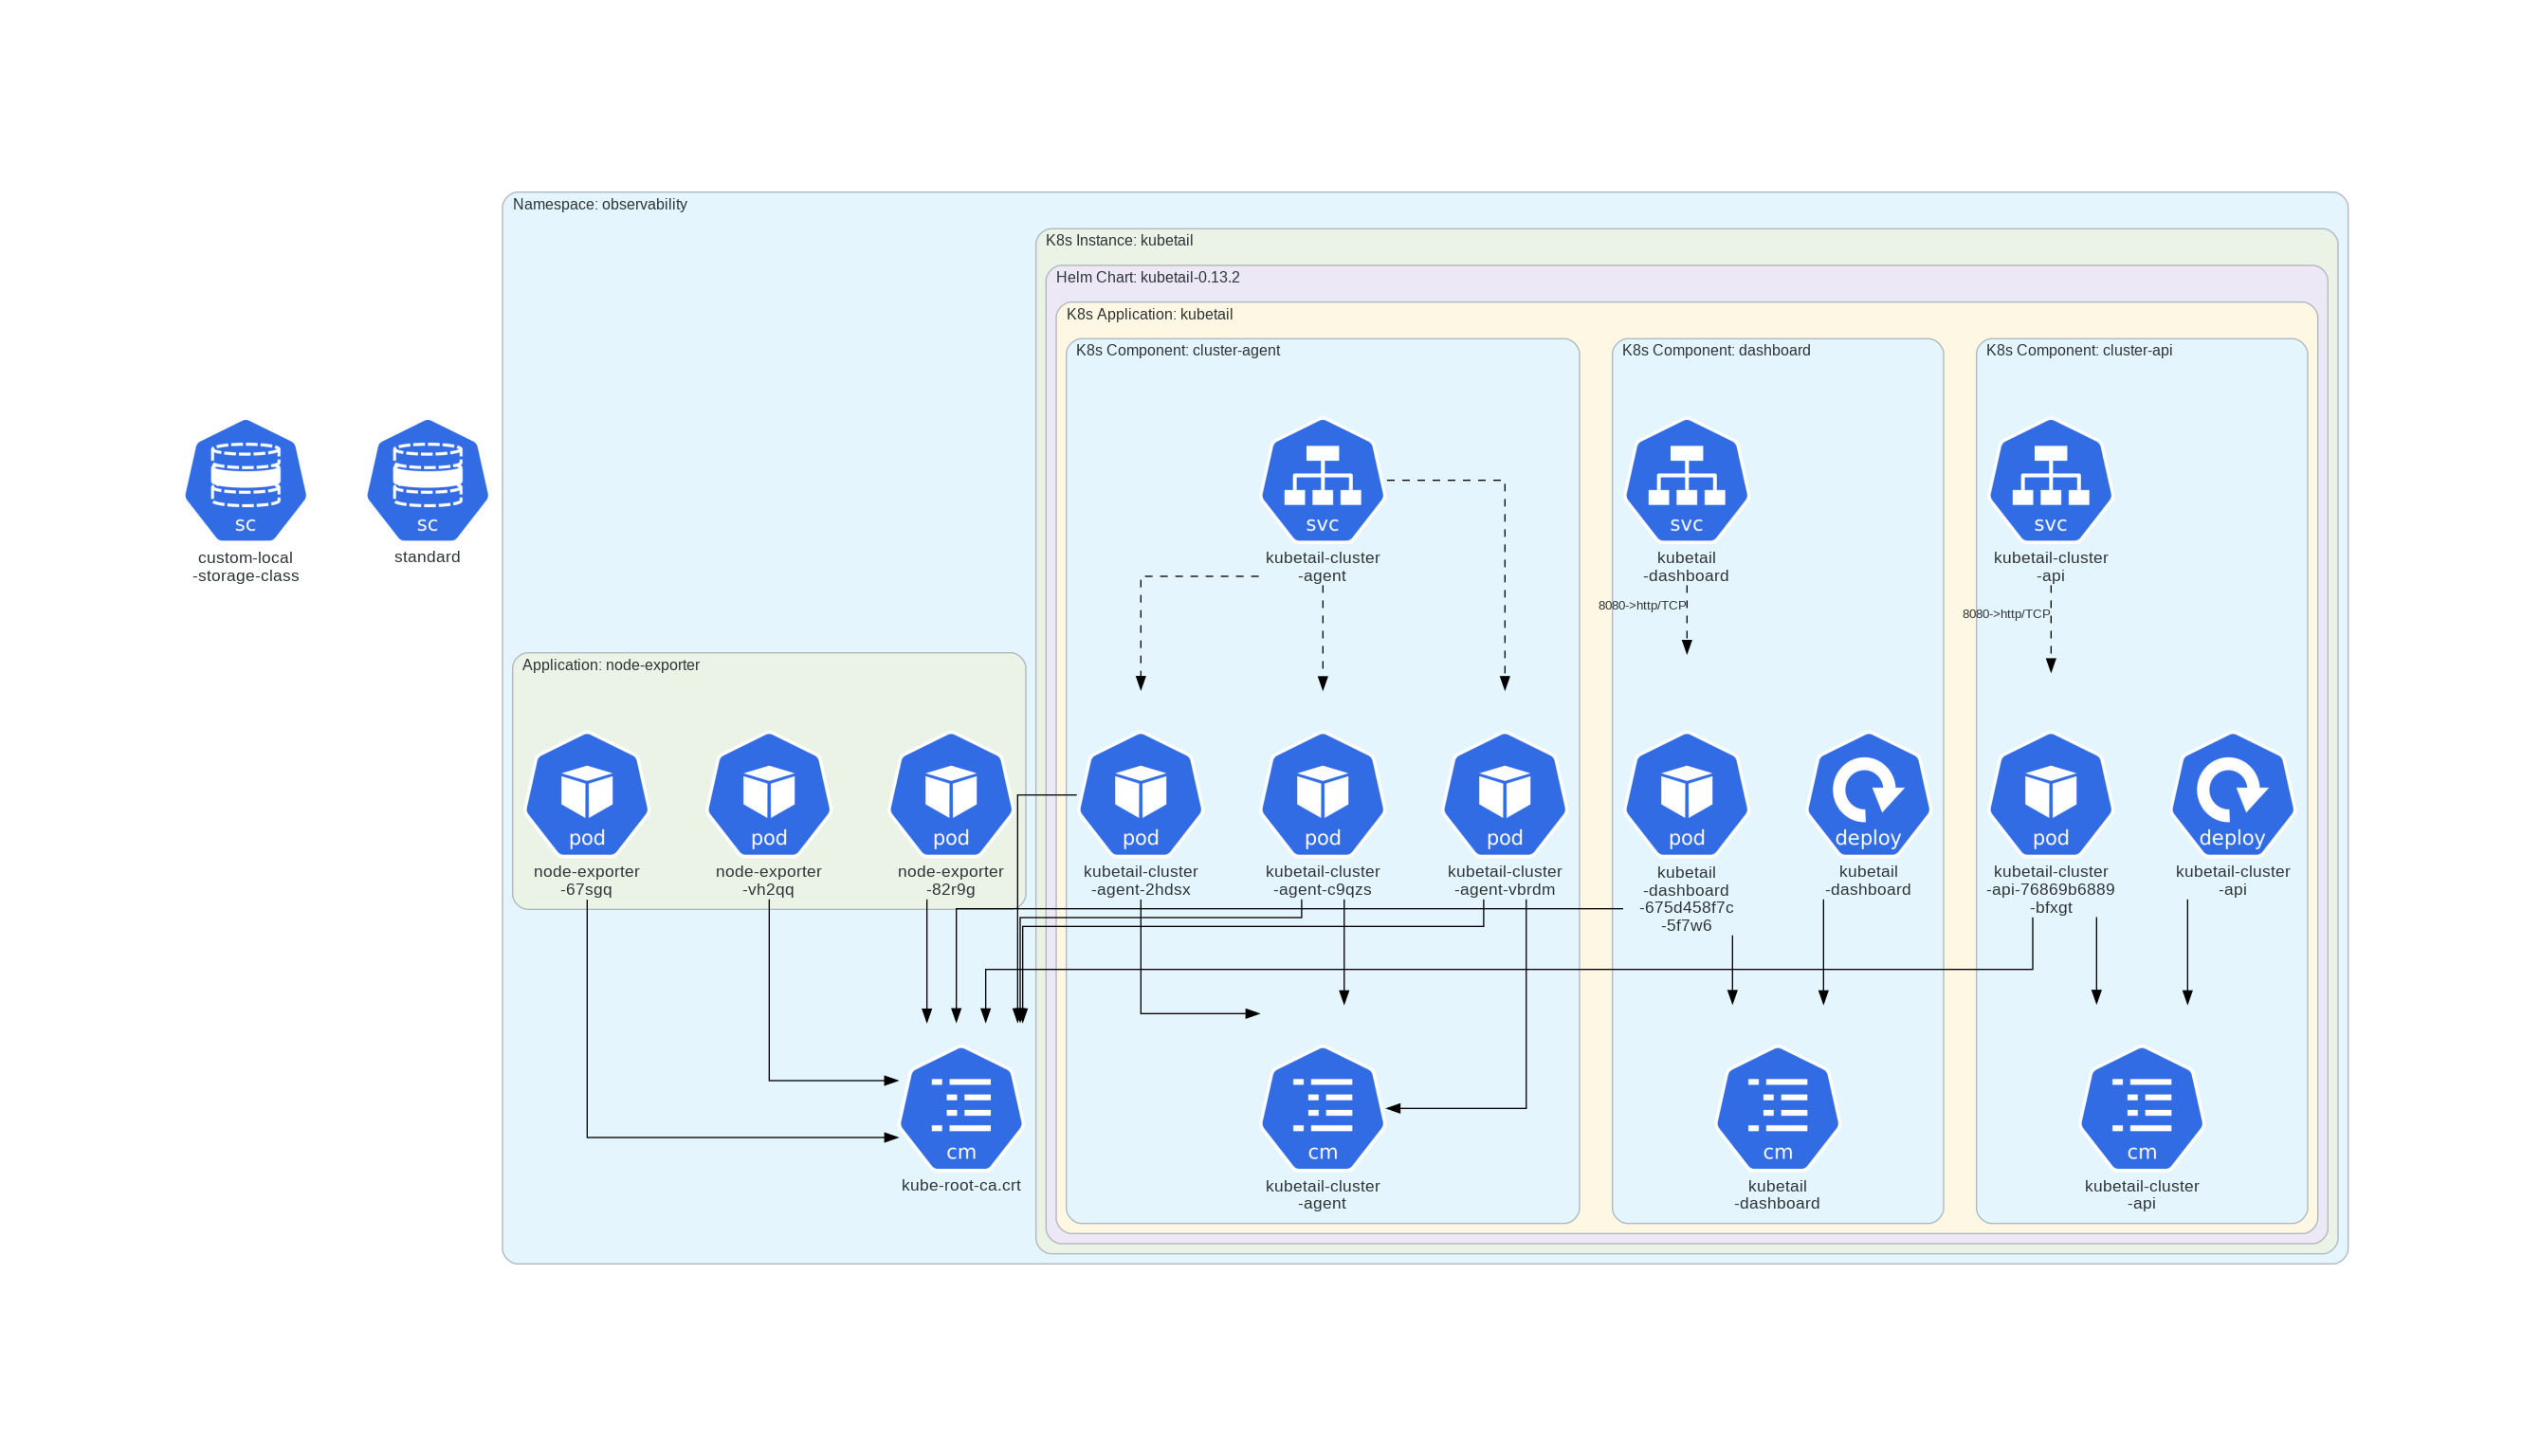 Namespace: observability
K8s Instance: kubetail
Helm Chart: kubetail-0.13.2
K8s Application: kubetail
K8s Component: cluster-agent
K8s Component: dashboard
K8s Component: cluster-api
sc
custom-local
-storage-class
sc
standard
svc
kubetail-cluster
-agent
svc
kubetail
-dashboard
8080->http/TCP
svc
kubetail-cluster
-api
8080->http/TCP
Application: node-exporter
pod
node-exporter
-67sgq
pod
node-exporter
-vh2qq
pod
node-exporter
-82r9g
pod
kubetail-cluster
-agent-2hdsx
pod
kubetail-cluster
-agent-c9qzs
pod
kubetail-cluster
-agent-vbrdm
pod
kubetail
-dashboard
-675d458f7c
-5f7w6
deploy
kubetail
-dashboard
pod
kubetail-cluster
-api-76869b6889
-bfxgt
deploy
kubetail-cluster
-api
cm
kube-root-ca.crt
cm
kubetail-cluster
-agent
cm
kubetail
-dashboard
cm
kubetail-cluster
-api